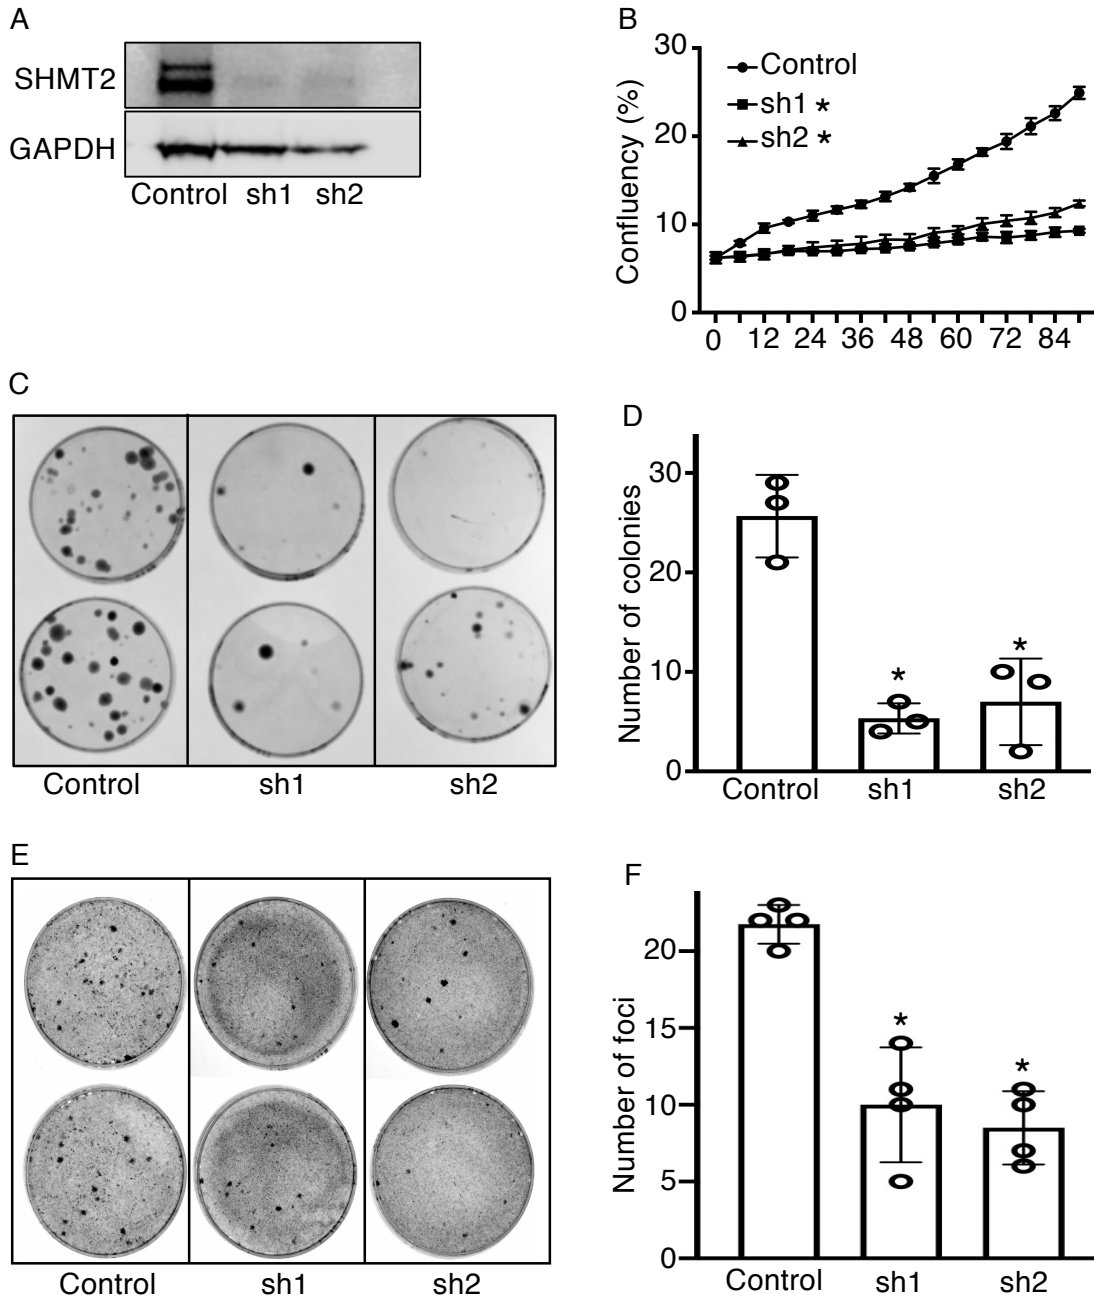 A
SHMT2
GAPDH
Control sh1 sh2
B
Confluency (%)
30
20
10
0
Control
sh1 *
sh2 *
0 12 24 36 48 60 72 84
C
Control sh1 sh2
D
Number of colonies
30
20
10
0
*
*
Control sh1 sh2
E
Control sh1 sh2
F
Number of foci
20
15
10
5
0
*
*
Control sh1 sh2